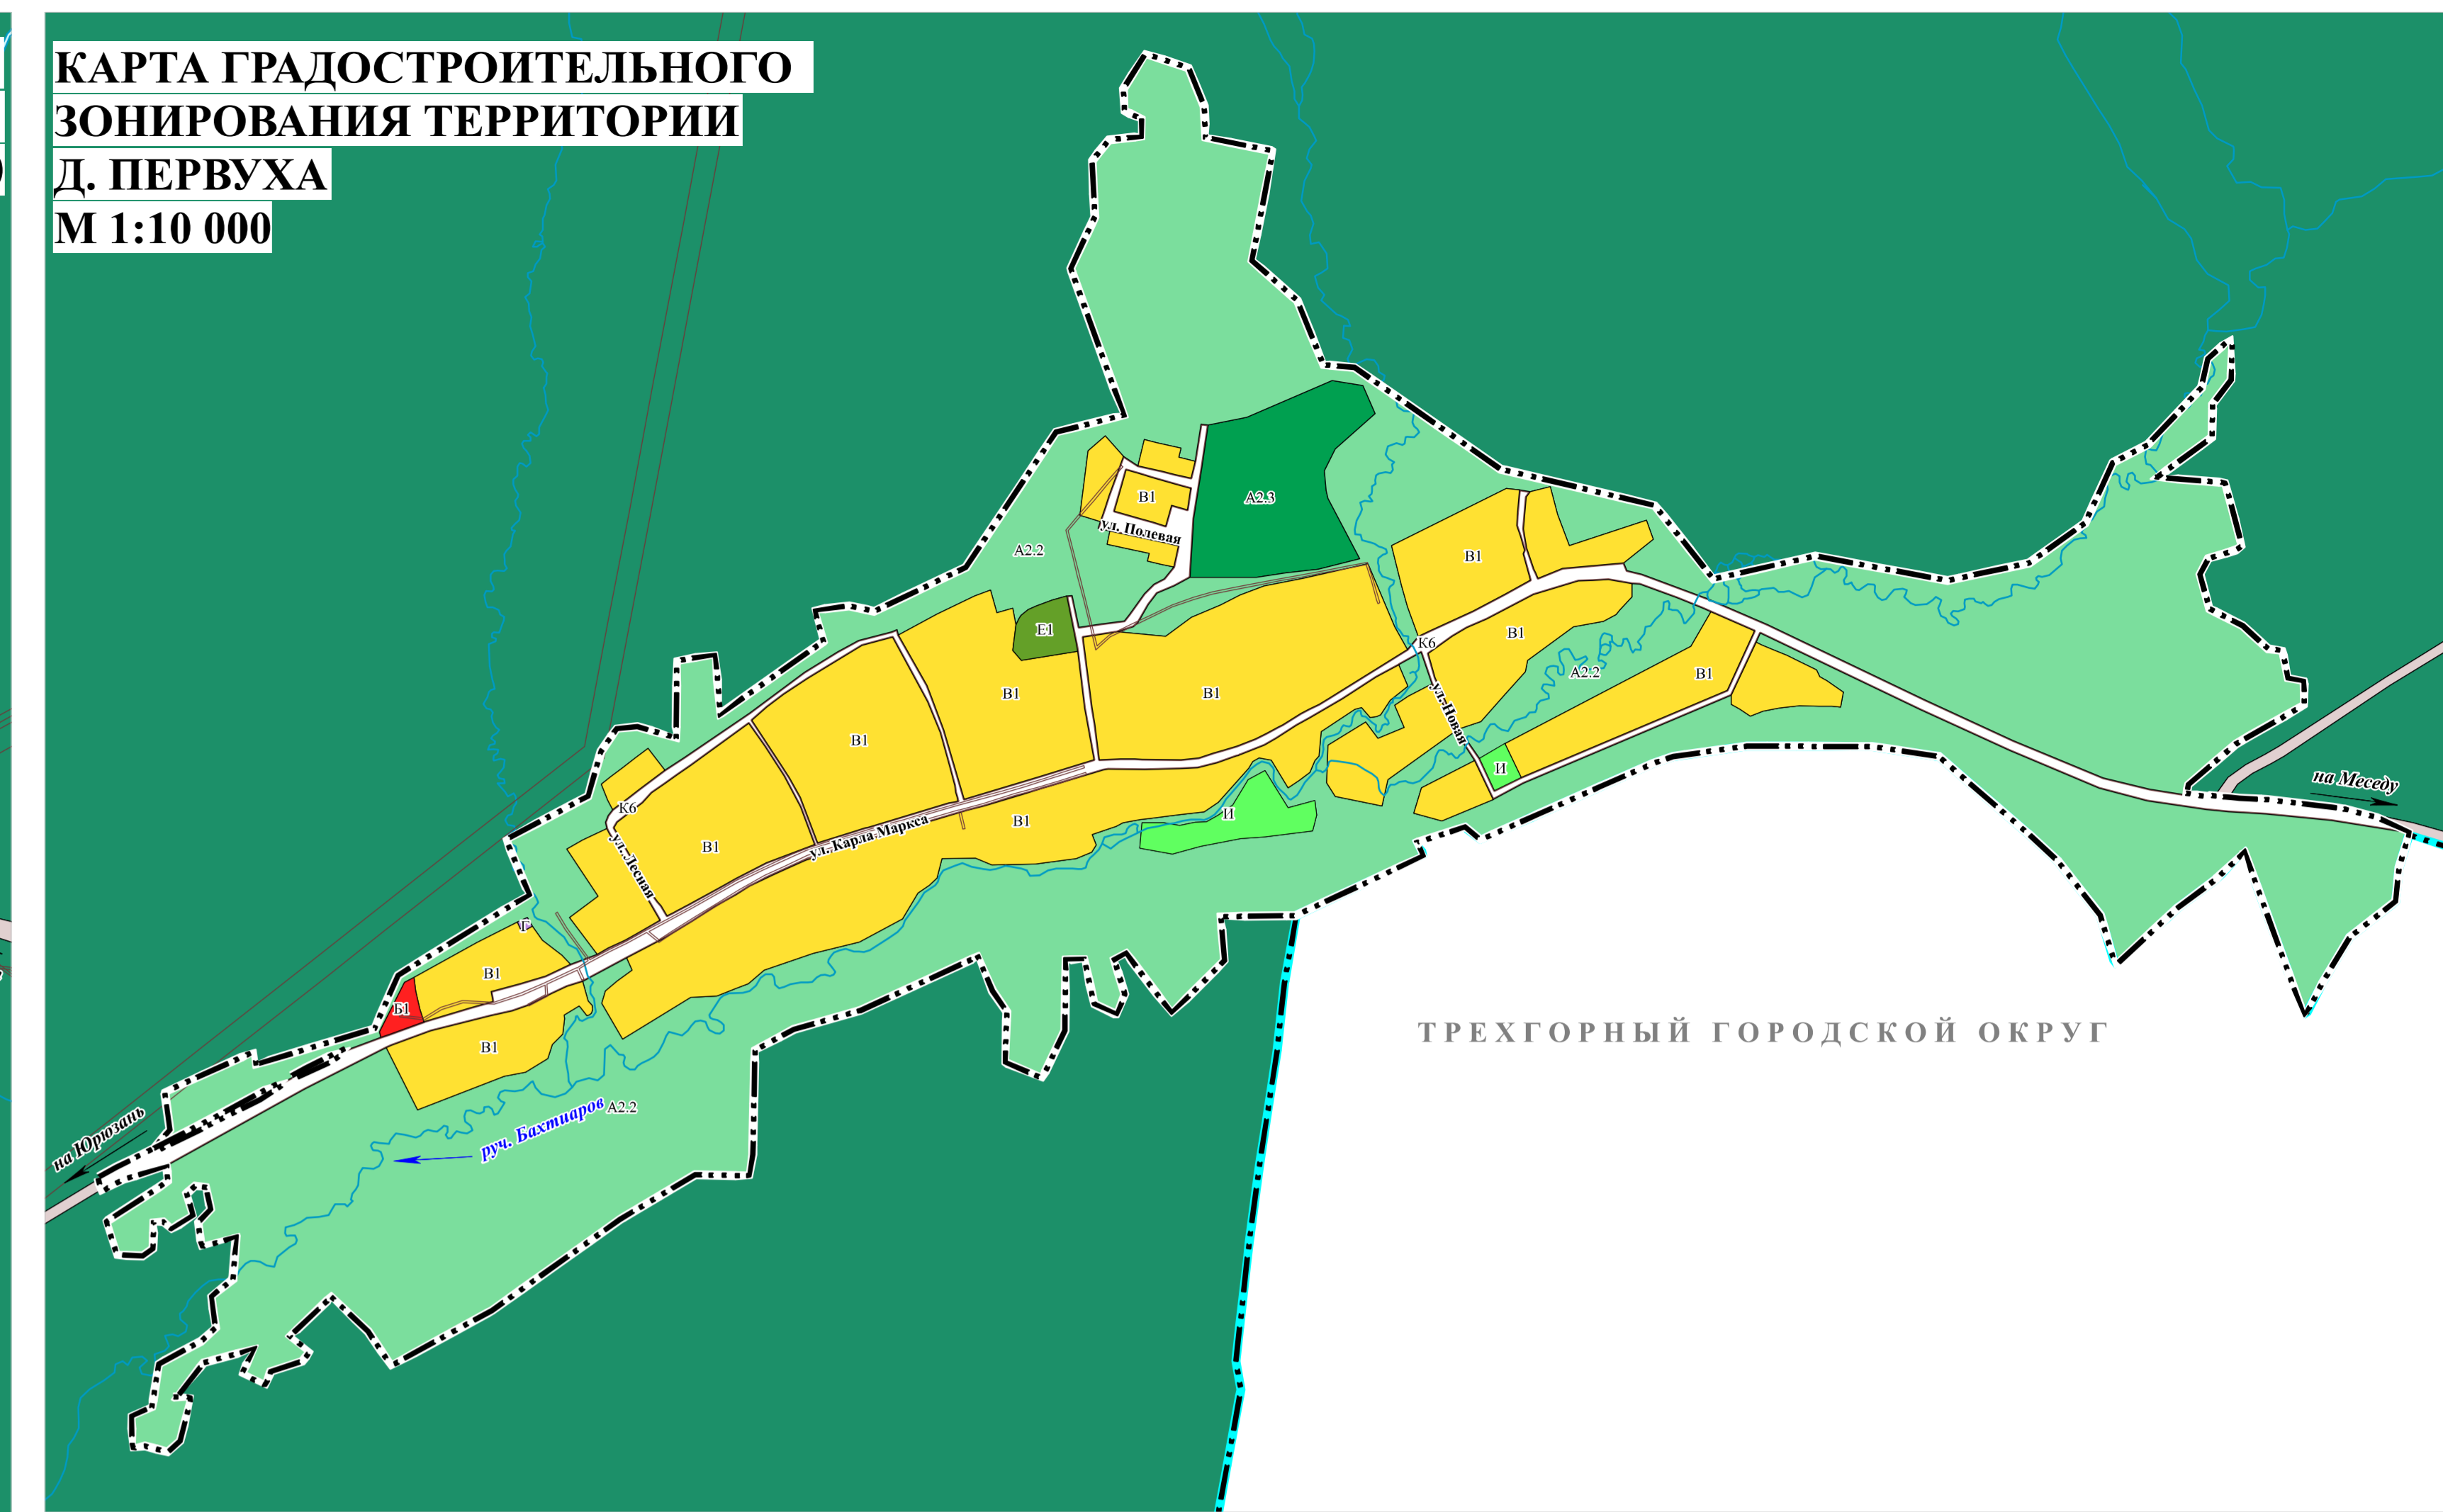 КАРТА ГРАДОСТРОИТЕЛЬНОГО
ЗОНИРОВАНИЯ ТЕРРИТОРИИ
Д. ПЕРВУХА
М 1:10 000
В1
А2.3
ул. Полевая
А2.2
В1
Е1
В1
К6
А2.2
В1
В1
В1
ул. Новая
В1
И
на Меседу
К6
И
В1
ул. Карла Маркса
В1
ул. Лесная
Г
В1
Б1
ТРЕХГОРНЫЙ ГОРОДСКОЙ ОКРУГ
В1
А2.2
руч. Бахтиаров
на Юрюзань